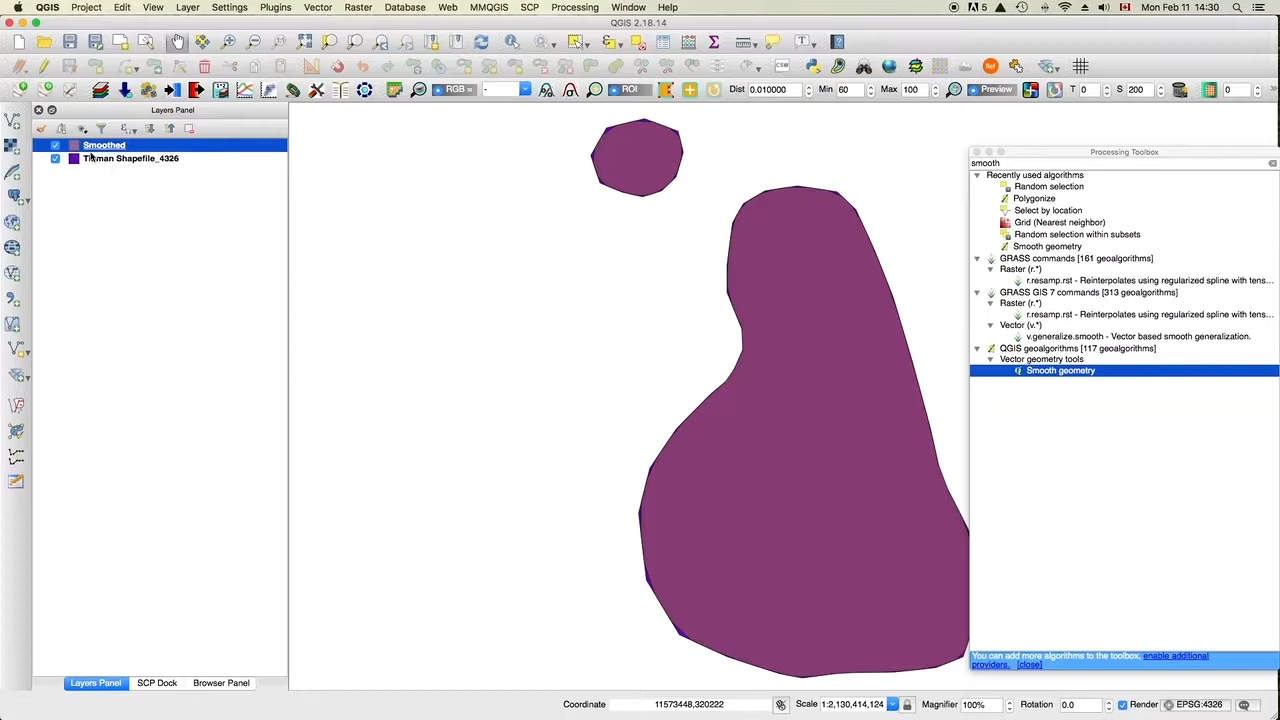 QGIS Project Edit View Layer Settings Plugins Vector Raster Database Web MMQGIS SCP Processing Window Help 5 Mon Feb 11 14:30
QGIS 2.18.14
CSW Ref
RGB = - ROI Dist 0.010000 Min 60 Max 100 Preview T 0 S 200 0
Layers Panel
Smoothed
Shapefile_4326
Processing Toolbox
smooth
Recently used algorithms
Random selection
Polygonize
Select by location
Grid (Nearest neighbor)
Random selection within subsets
Smooth geometry
GRASS commands [161 geoalgorithms]
Raster (r.*)
r.resamp.rst - Reinterpolates using regularized spline with tens...
GRASS GIS 7 commands [313 geoalgorithms]
Raster (r.*)
r.resamp.rst - Reinterpolates using regularized spline with tens...
Vector (v.*)
v.generalize.smooth - Vector based smooth generalization.
QGIS geoalgorithms [117 geoalgorithms]
Vector geometry tools
Smooth geometry
You can add more algorithms to the toolbox, enable additional
providers. [close]
Layers Panel SCP Dock Browser Panel
Coordinate 11573448,320222 Scale 1:2,130,414,124 Magnifier 100% Rotation 0.0 Render EPSG:4326